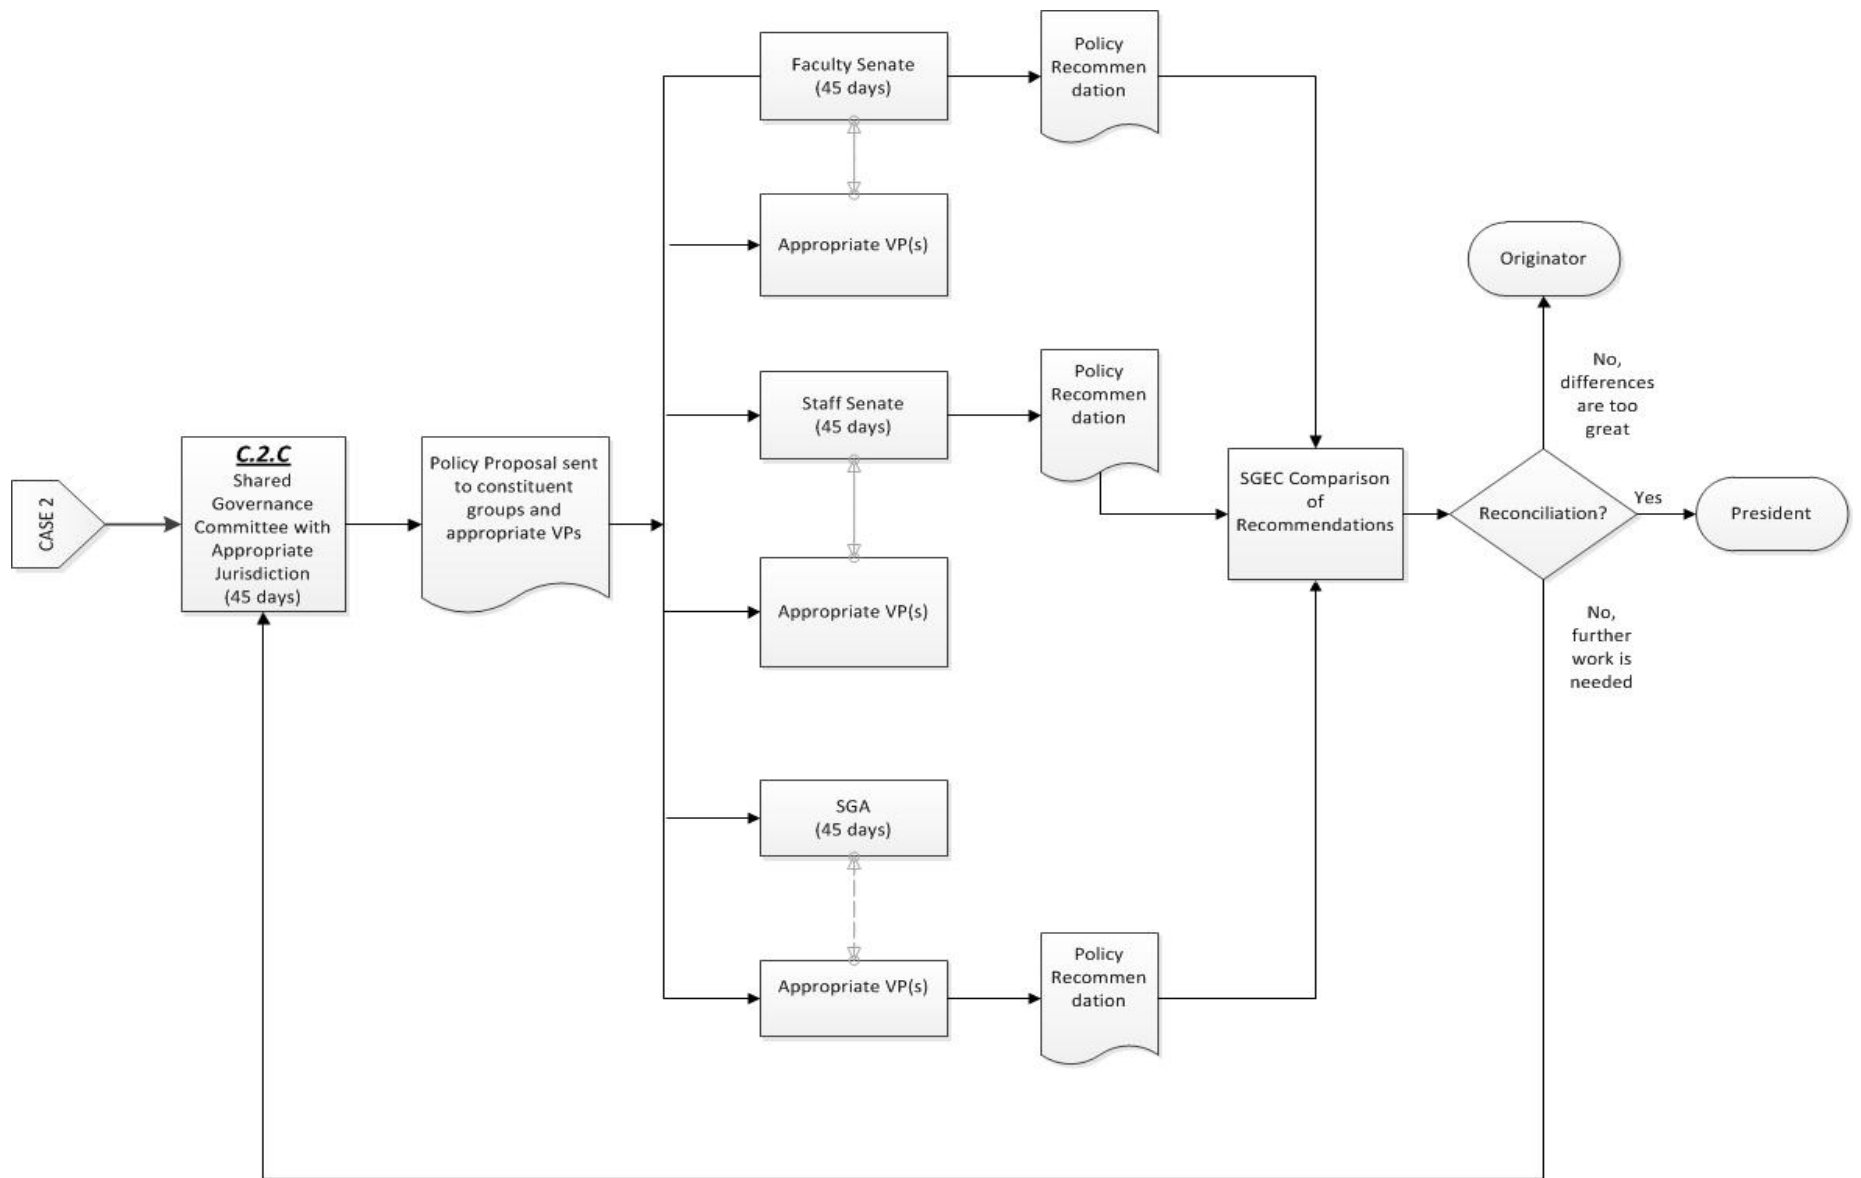 CASE 2
C.2.C
Shared
Governance
Committee with
Appropriate
Jurisdiction
(45 days)
Policy Proposal sent
to constituent
groups and
appropriate VPs
Faculty Senate
(45 days)
Policy
Recommen
dation
Appropriate VP(s)
Staff Senate
(45 days)
Policy
Recommen
dation
Appropriate VP(s)
SGA
(45 days)
Appropriate VP(s)
Policy
Recommen
dation
SGEC Comparison
of
Recommendations
Reconciliation?
Originator
No,
differences
are too
great
Yes
President
No,
further
work is
needed